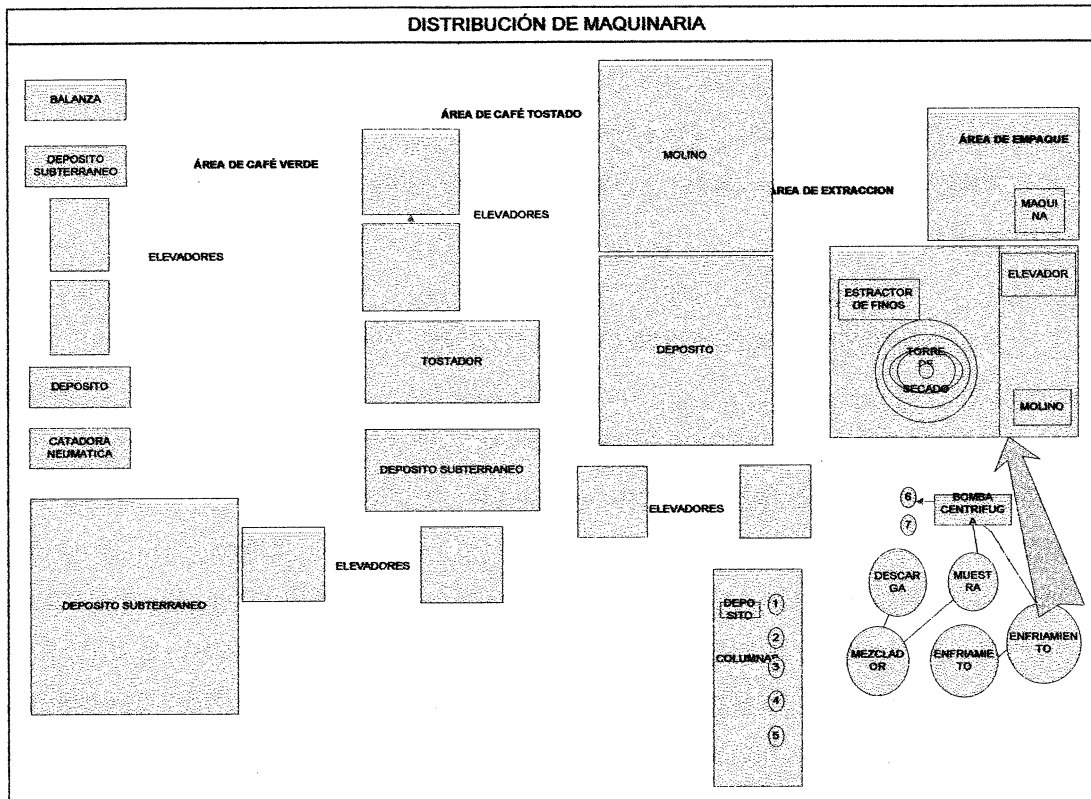 DISTRIBUCIÓN DE MAQUINARIA
BALANZA
DEPOSITO
SUBTERRANEO
ÁREA DE CAFÉ VERDE
ELEVADORES
DEPOSITO
CATADORA
NEUMATICA
DEPOSITO SUBTERRANEO
ELEVADORES
ÁREA DE CAFÉ TOSTADO
ELEVADORES
TOSTADOR
DEPOSITO SUBTERRANEO
MOLINO
DEPOSITO
ELEVADORES
ÁREA DE EXTRACCION
DEPO
SITO
COLUMNAS
1
2
3
4
5
ÁREA DE EMPAQUE
MAQUI
NA
ELEVADOR
ESTRACTOR
DE FINOS
TORRE
DE
SECADO
MOLINO
6
7
BOMBA
CENTRIFUG
A
DESCAR
GA
MUEST
RA
MEZCLAD
OR
ENFRIAMIE
TO
ENFRIAMIEN
TO